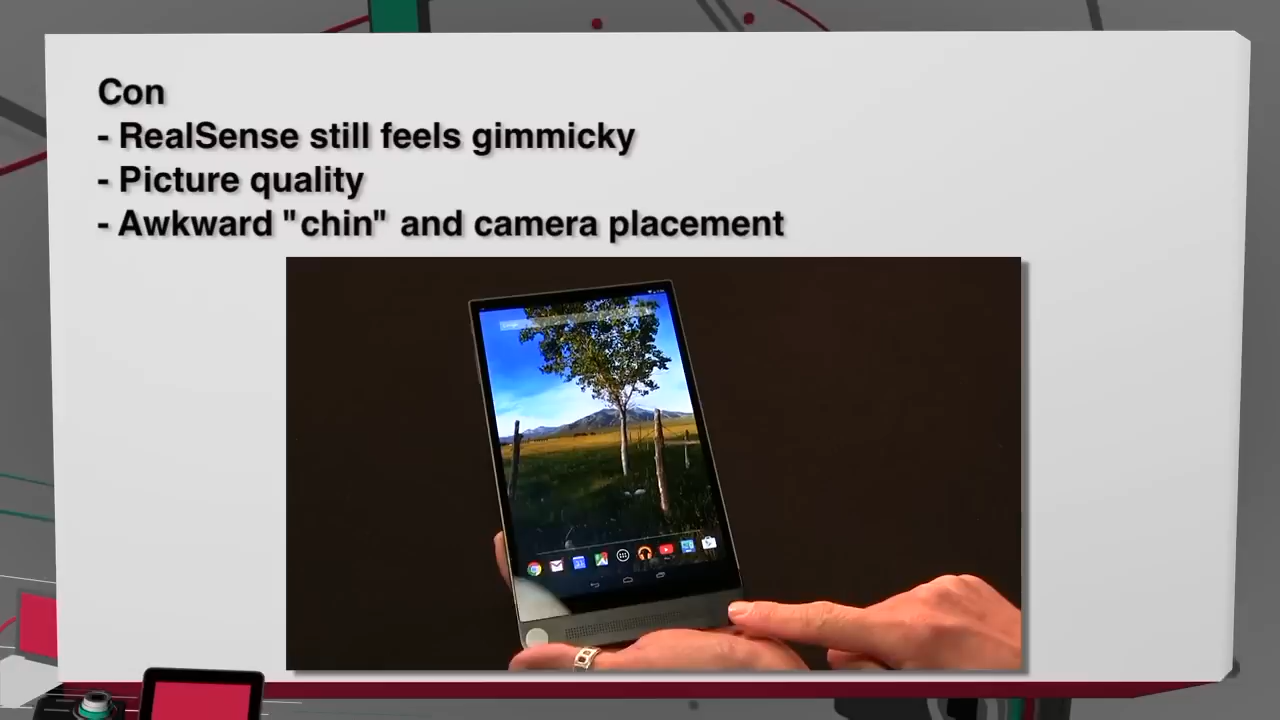 Con
- RealSense still feels gimmicky
- Picture quality
- Awkward "chin" and camera placement